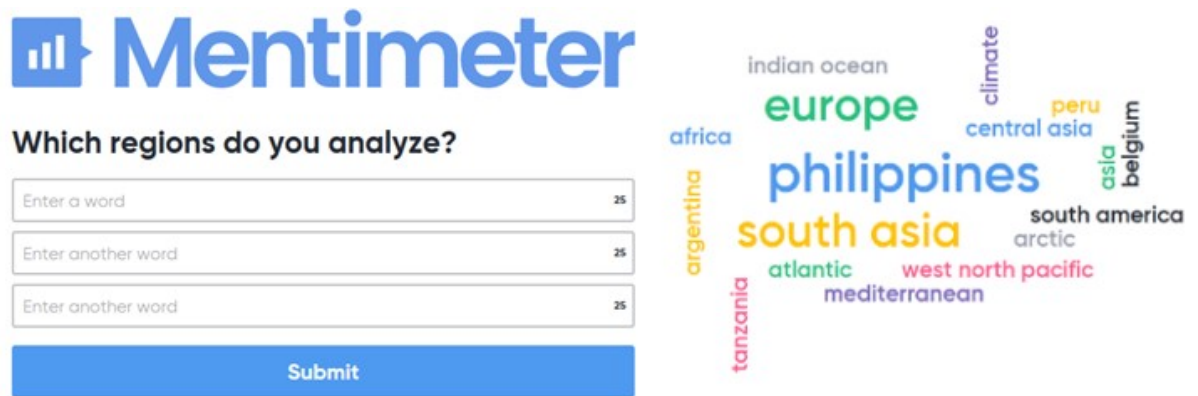 Mentimeter
Which regions do you analyze?
Enter a word 25
Enter another word 25
Enter another word 25
Submit
climate
indian ocean
europe
peru
africa
central asia
asia
belgium
philippines
argentina
south america
south asia
arctic
atlantic
west north pacific
mediterranean
tanzania